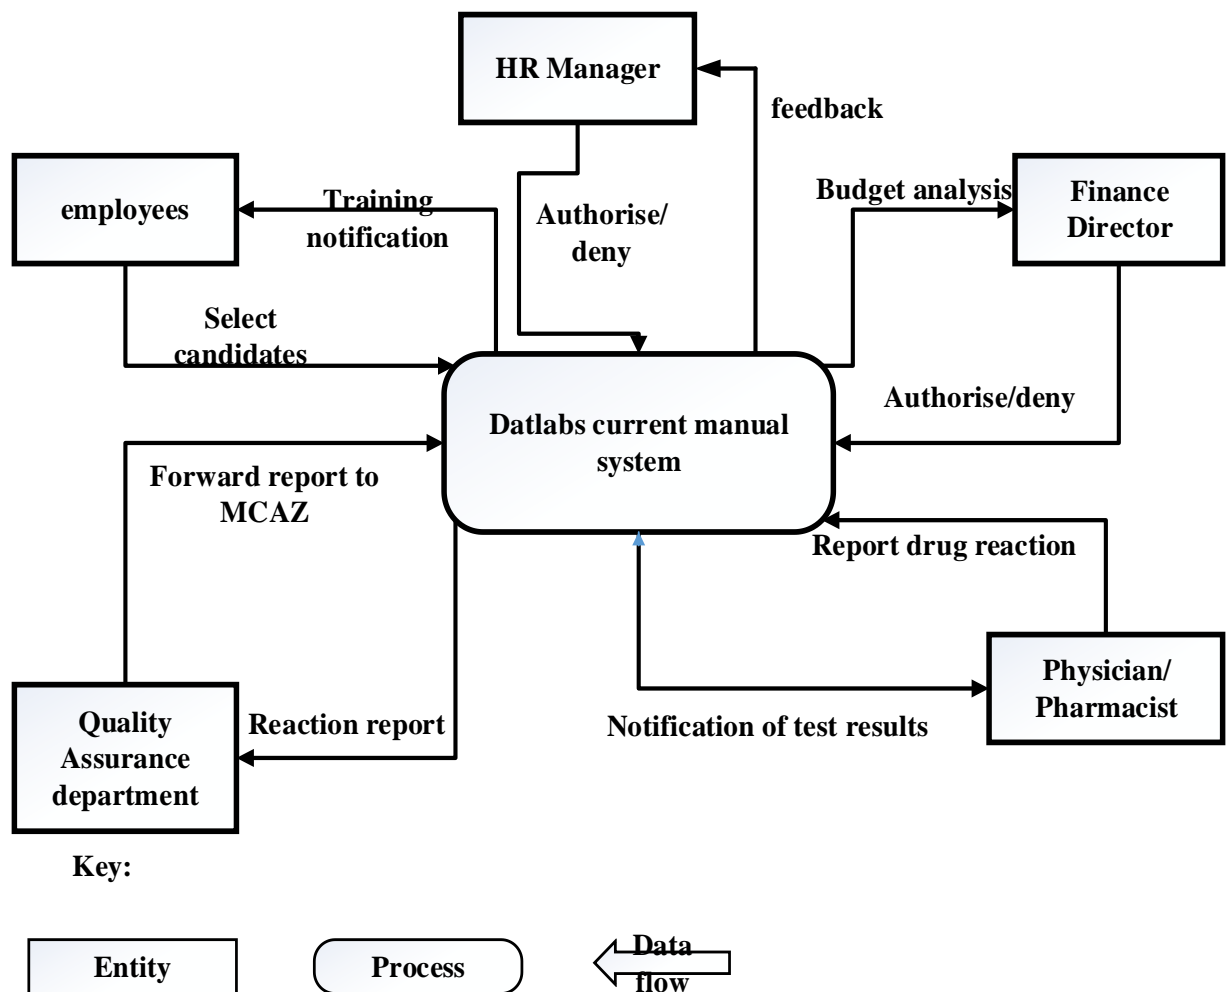 HR Manager
feedback
employees
Training
notification
Authorise/
deny
Budget analysis
Finance
Director
Select
candidates
Datlabs current manual
system
Authorise/deny
Forward report to
MCAZ
Report drug reaction
Physician/
Pharmacist
Quality
Assurance
department
Reaction report
Notification of test results
Key:
Entity
Process
Data
flow